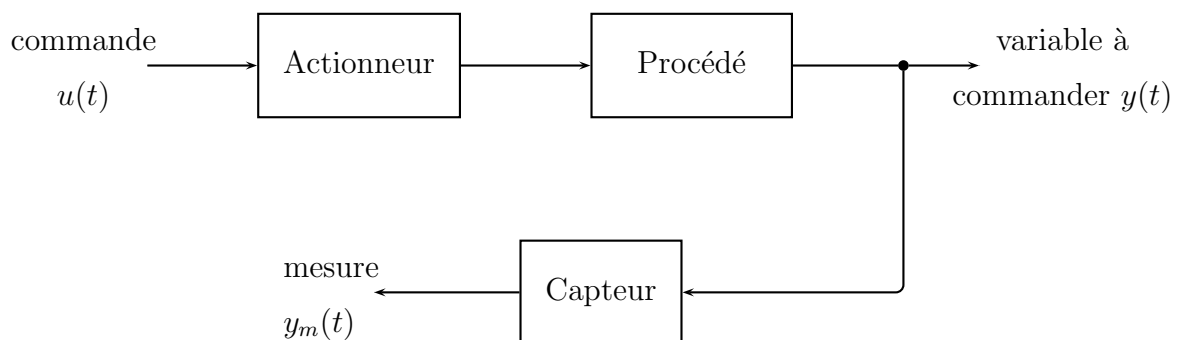 commande
u(t)
Actionneur
Procédé
variable à
commander y(t)
mesure
y_m(t)
Capteur